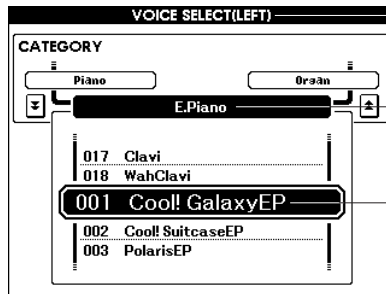 VOICE SELECT(LEFT)
CATEGORY
Piano
Organ
E.Piano
017 Clavi
018 WahClavi
001 Cool! GalaxyEP
002 Cool! SuitcaseEP
003 PolarisEP